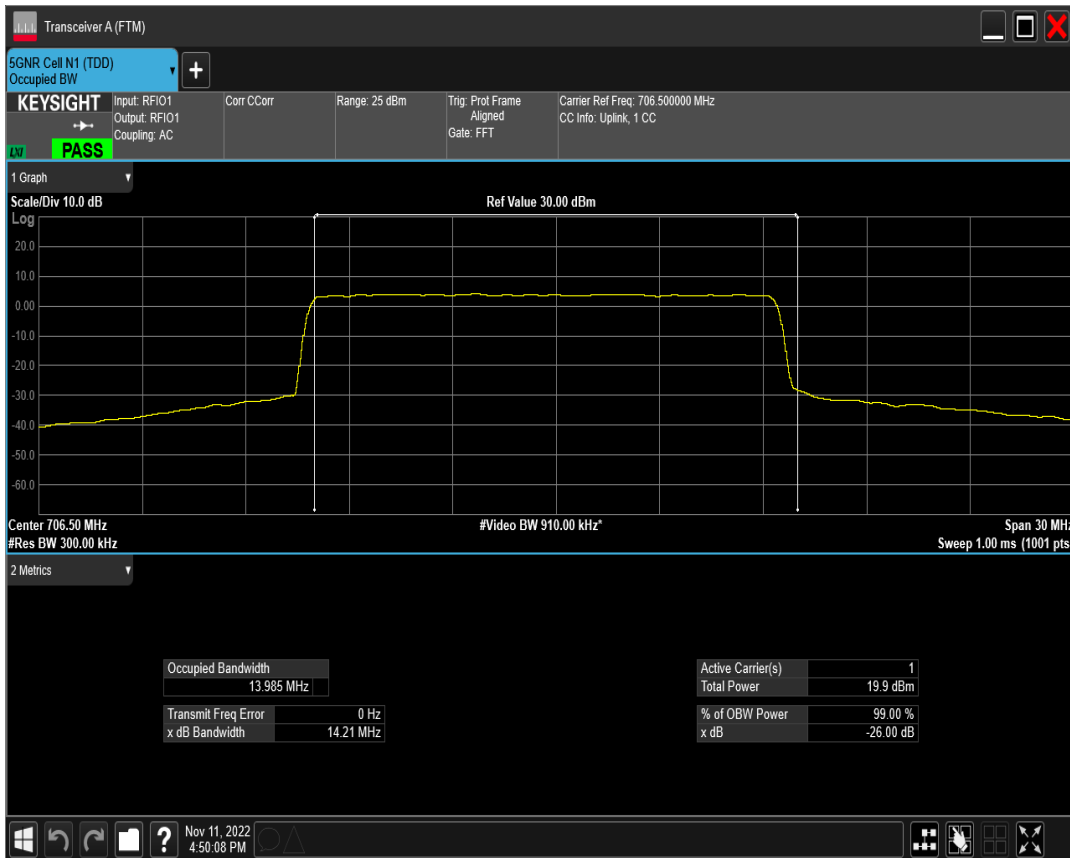 Transceiver A (FTM)
5GNR Cell N1 (TDD)
Occupied BW
+
KEYSIGHT
LXI
PASS
Input: RFIO1
Output: RFIO1
Coupling: AC
Corr CCorr
Range: 25 dBm
Trig: Prot Frame
Aligned
Gate: FFT
Carrier Ref Freq: 706.500000 MHz
CC Info: Uplink, 1 CC
1 Graph
Scale/Div 10.0 dB
Ref Value 30.00 dBm
Log
20.0
10.0
0.00
-10.0
-20.0
-30.0
-40.0
-50.0
-60.0
Center 706.50 MHz
#Video BW 910.00 kHz*
Span 30 MHz
#Res BW 300.00 kHz
Sweep 1.00 ms (1001 pts
2 Metrics
Occupied Bandwidth
13.985 MHz
Transmit Freq Error 0 Hz
x dB Bandwidth 14.21 MHz
Active Carrier(s) 1
Total Power 19.9 dBm
% of OBW Power 99.00 %
x dB -26.00 dB
?
Nov 11, 2022
4:50:08 PM